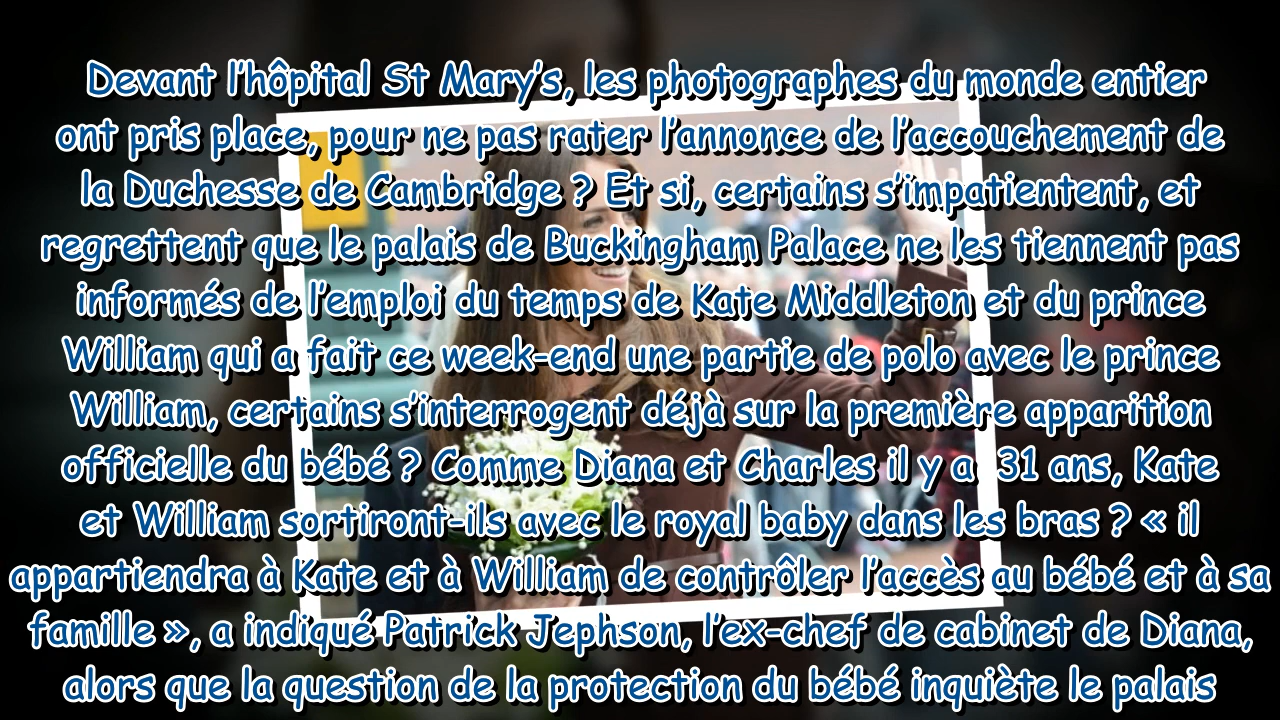 Devant l'hôpital St Mary's, les photographes du monde entier
ont pris place, pour ne pas rater l'annonce de l'accouchement de
la Duchesse de Cambridge ? Et si, certains s'impatientent, et
regrettent que le palais de Buckingham Palace ne les tiennent pas
informés de l'emploi du temps de Kate Middleton et du prince
William qui a fait ce week-end une partie de polo avec le prince
William, certains s'interrogent déjà sur la première apparition
officielle du bébé ? Comme Diana et Charles il y a  31 ans, Kate
et William sortiront-ils avec le royal baby dans les bras ? « il
appartiendra à Kate et à William de contrôler l'accès au bébé et à sa
famille », a indiqué Patrick Jephson, l'ex-chef de cabinet de Diana,
alors que la question de la protection du bébé inquiète le palais